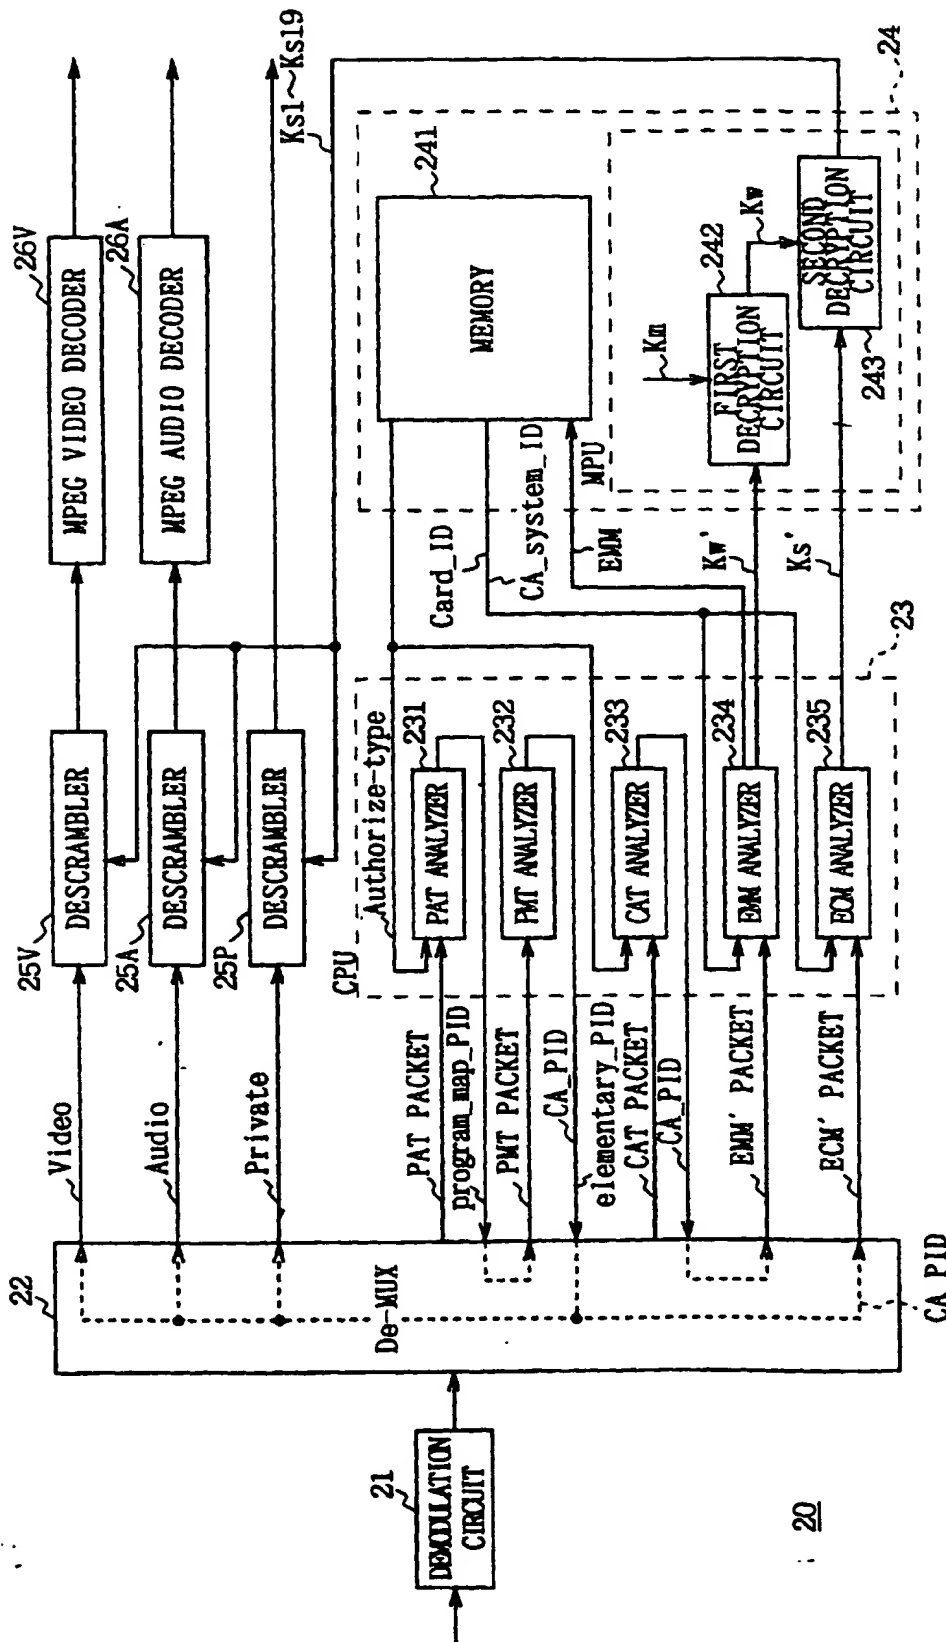 20
21
DEMODULATION
CIRCUIT
22
De-MUX
CA_PID
Video
Audio
Private
PAT PACKET
program_map_PID
PMT PACKET
CA_PID
elementary_PID
CAT PACKET
CA_PID
EMM' PACKET
ECM' PACKET
25V
DESCRAMBLER
25A
DESCRAMBLER
25P
DESCRAMBLER
CPU
Authorize-type
PAT ANALYZER
231
PMT ANALYZER
232
CAT ANALYZER
233
EMM ANALYZER
234
ECM ANALYZER
235
23
Card_ID
CA_system_ID
EMM
MPU
Kw'
Ks'
MPEG VIDEO DECODER
26V
MPEG AUDIO DECODER
26A
Ks1~Ks19
MEMORY
241
Km
FIRST
DECRYPTION
CIRCUIT
242
Kw
SECOND
DECRYPTION
CIRCUIT
243
24